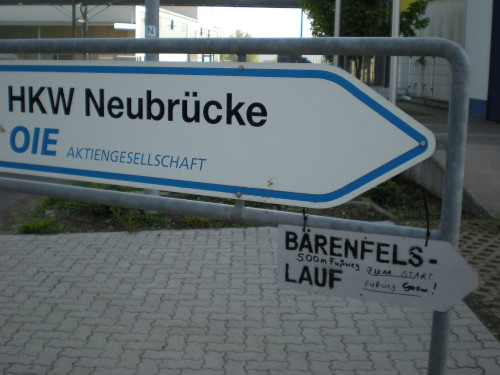 N
HKW Neubrücke
OIE AKTIENGESELLSCHAFT
BÄRENFELS-
500m Fußweg zum START
LAUF
Fußweg 500m!